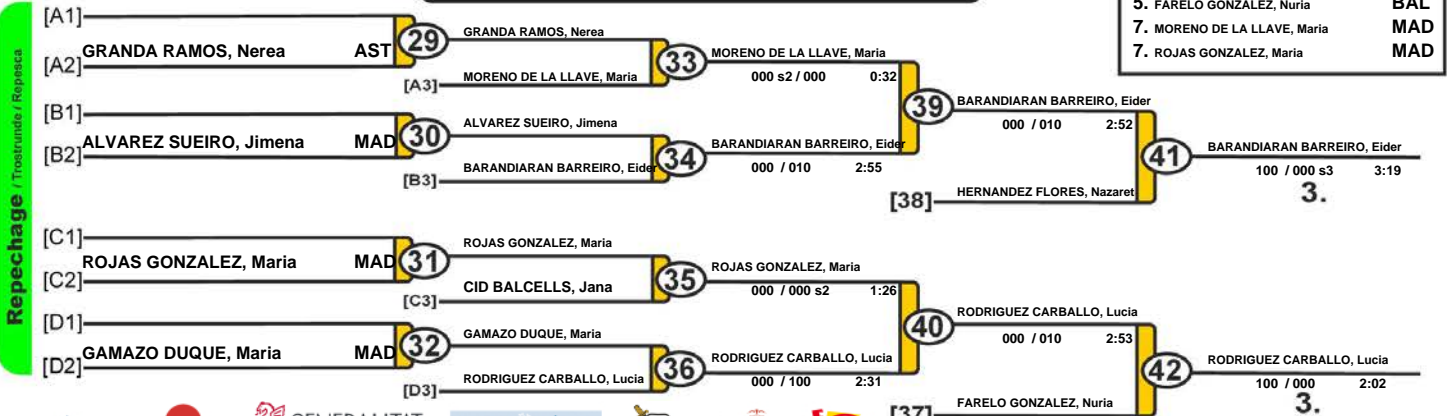 5. FARELO GONZALEZ, Nuria BAL
7. MORENO DE LA LLAVE, Maria MAD
7. ROJAS GONZALEZ, Maria MAD
Repechage / Trostrunde / Repesca
[A1]
GRANDA RAMOS, Nerea AST
[A2]
29
GRANDA RAMOS, Nerea
MORENO DE LA LLAVE, Maria
[A3]
33
MORENO DE LA LLAVE, Maria
000 s2 / 000 0:32
[B1]
ALVAREZ SUEIRO, Jimena MAD
[B2]
30
ALVAREZ SUEIRO, Jimena
BARANDIARAN BARREIRO, Eider
[B3]
34
BARANDIARAN BARREIRO, Eider
000 / 010 2:55
39
BARANDIARAN BARREIRO, Eider
000 / 010 2:52
[38]
HERNANDEZ FLORES, Nazaret
41
BARANDIARAN BARREIRO, Eider
100 / 000 s3 3:19
3.
[C1]
ROJAS GONZALEZ, Maria MAD
[C2]
31
ROJAS GONZALEZ, Maria
CID BALCELLS, Jana
[C3]
35
ROJAS GONZALEZ, Maria
000 / 000 s2 1:26
[D1]
GAMAZO DUQUE, Maria MAD
[D2]
32
GAMAZO DUQUE, Maria
RODRIGUEZ CARBALLO, Lucia
[D3]
36
RODRIGUEZ CARBALLO, Lucia
000 / 100 2:31
40
RODRIGUEZ CARBALLO, Lucia
000 / 010 2:53
[37]
FARELO GONZALEZ, Nuria
42
RODRIGUEZ CARBALLO, Lucia
100 / 000 2:02
3.
GENERALITAT